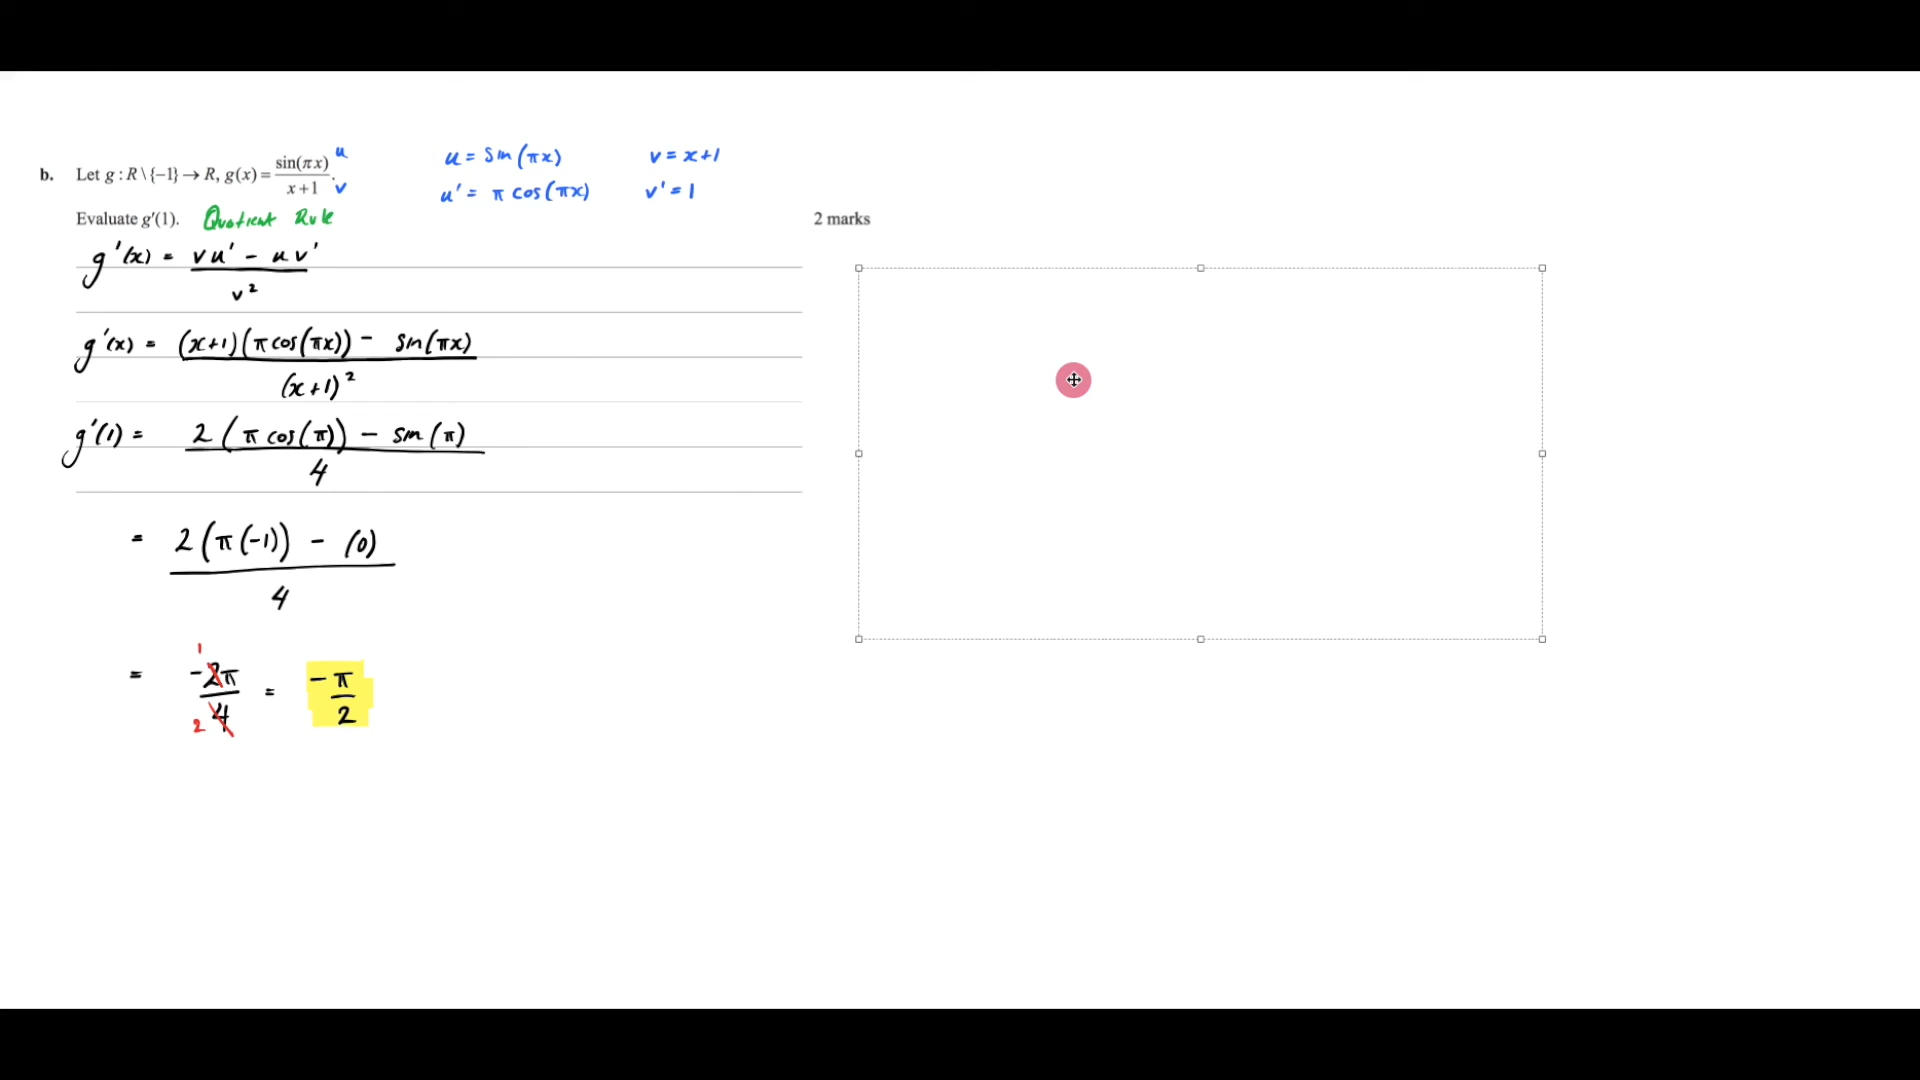 b. Let g : R \ {−1} → R, g(x) = sin(πx) / x + 1 . u v
u = Sin(πx) v = x+1
u' = π cos(πx) v' = 1
Evaluate g′(1). Quotient Rule 2 marks
g'(x) = vu' - uv' / v²
g'(x) = (x+1)(π cos(πx)) - Sin(πx) / (x+1)²
g'(1) = 2(π cos(π)) - sin(π) / 4
= 2(π(-1)) - (0) / 4
= -2π / 4 1 2 = -π / 2